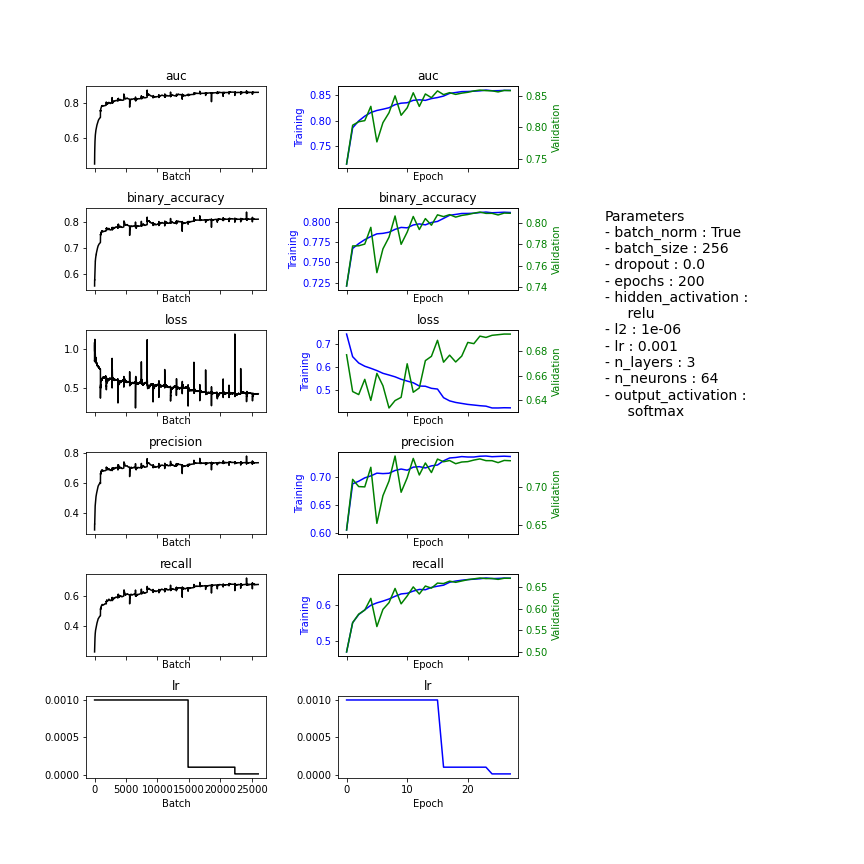 auc
0.8
0.6
Batch
auc
0.85
0.80
0.75
Training
0.85
0.80
0.75
Validation
Epoch
binary_accuracy
0.8
0.7
0.6
Batch
binary_accuracy
0.800
0.775
0.750
0.725
Training
0.80
0.78
0.76
0.74
Validation
Epoch
loss
1.0
0.5
Batch
loss
0.7
0.6
0.5
Training
0.68
0.66
0.64
Validation
Epoch
precision
0.8
0.6
0.4
Batch
precision
0.70
0.65
0.60
Training
0.70
0.65
Validation
Epoch
recall
0.6
0.4
Batch
recall
0.6
0.5
Training
0.65
0.60
0.55
0.50
Validation
Epoch
lr
0.0010
0.0005
0.0000
0 5000 10000 15000 20000 25000
Batch
lr
0.0010
0.0005
0.0000
0 10 20
Epoch
Parameters
- batch_norm : True
- batch_size : 256
- dropout : 0.0
- epochs : 200
- hidden_activation :
relu
- l2 : 1e-06
- lr : 0.001
- n_layers : 3
- n_neurons : 64
- output_activation :
softmax